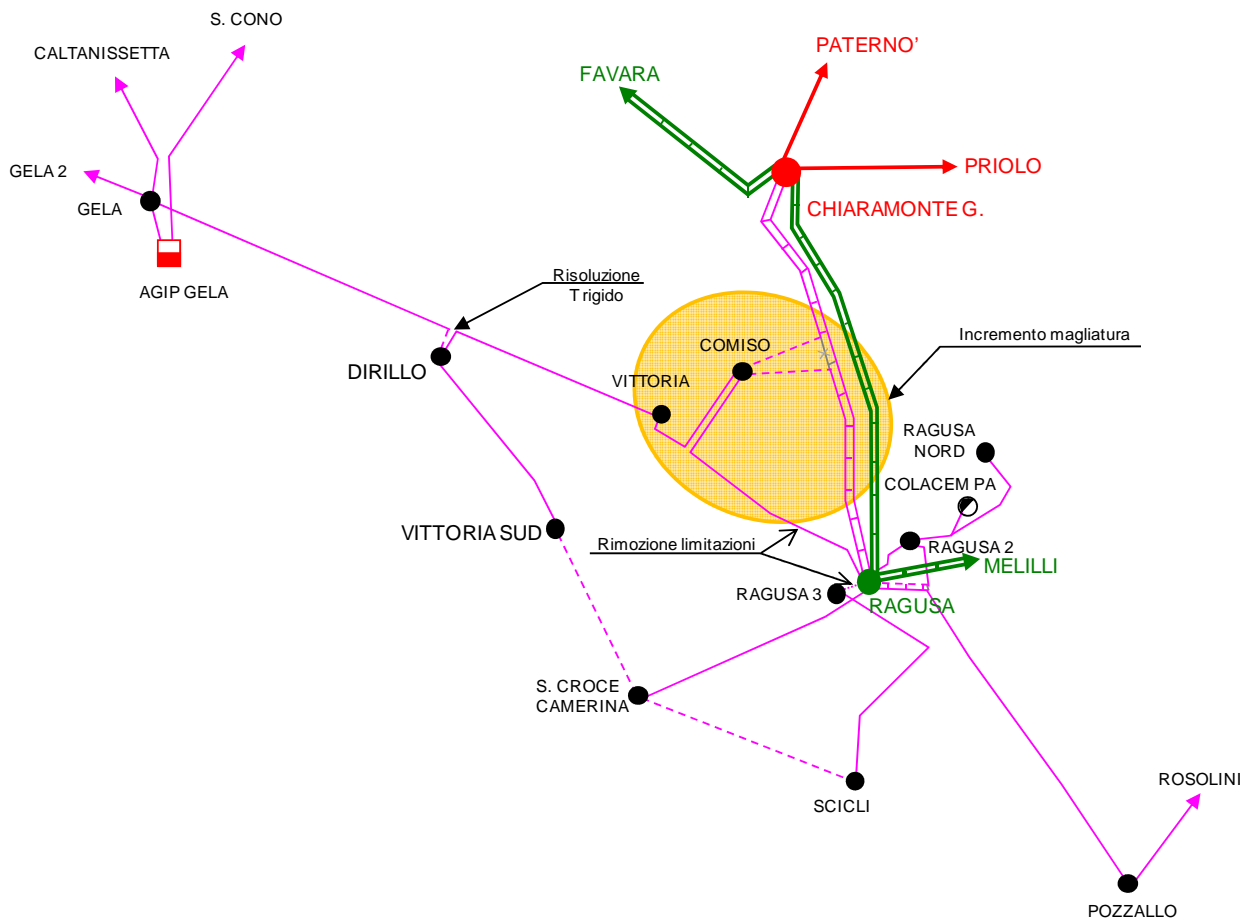 S. CONO
CALTANISSETTA
PATERNO'
FAVARA
GELA 2
PRIOLO
GELA
CHIARAMONTE G.
AGIP GELA
Risoluzione
T rigido
Incremento magliatura
COMISO
DIRILLO
VITTORIA
RAGUSA
NORD
COLACEM PA
VITTORIA SUD
Rimozione limitazioni
RAGUSA 2
MELILLI
RAGUSA 3
RAGUSA
S. CROCE
CAMERINA
SCICLI
ROSOLINI
POZZALLO